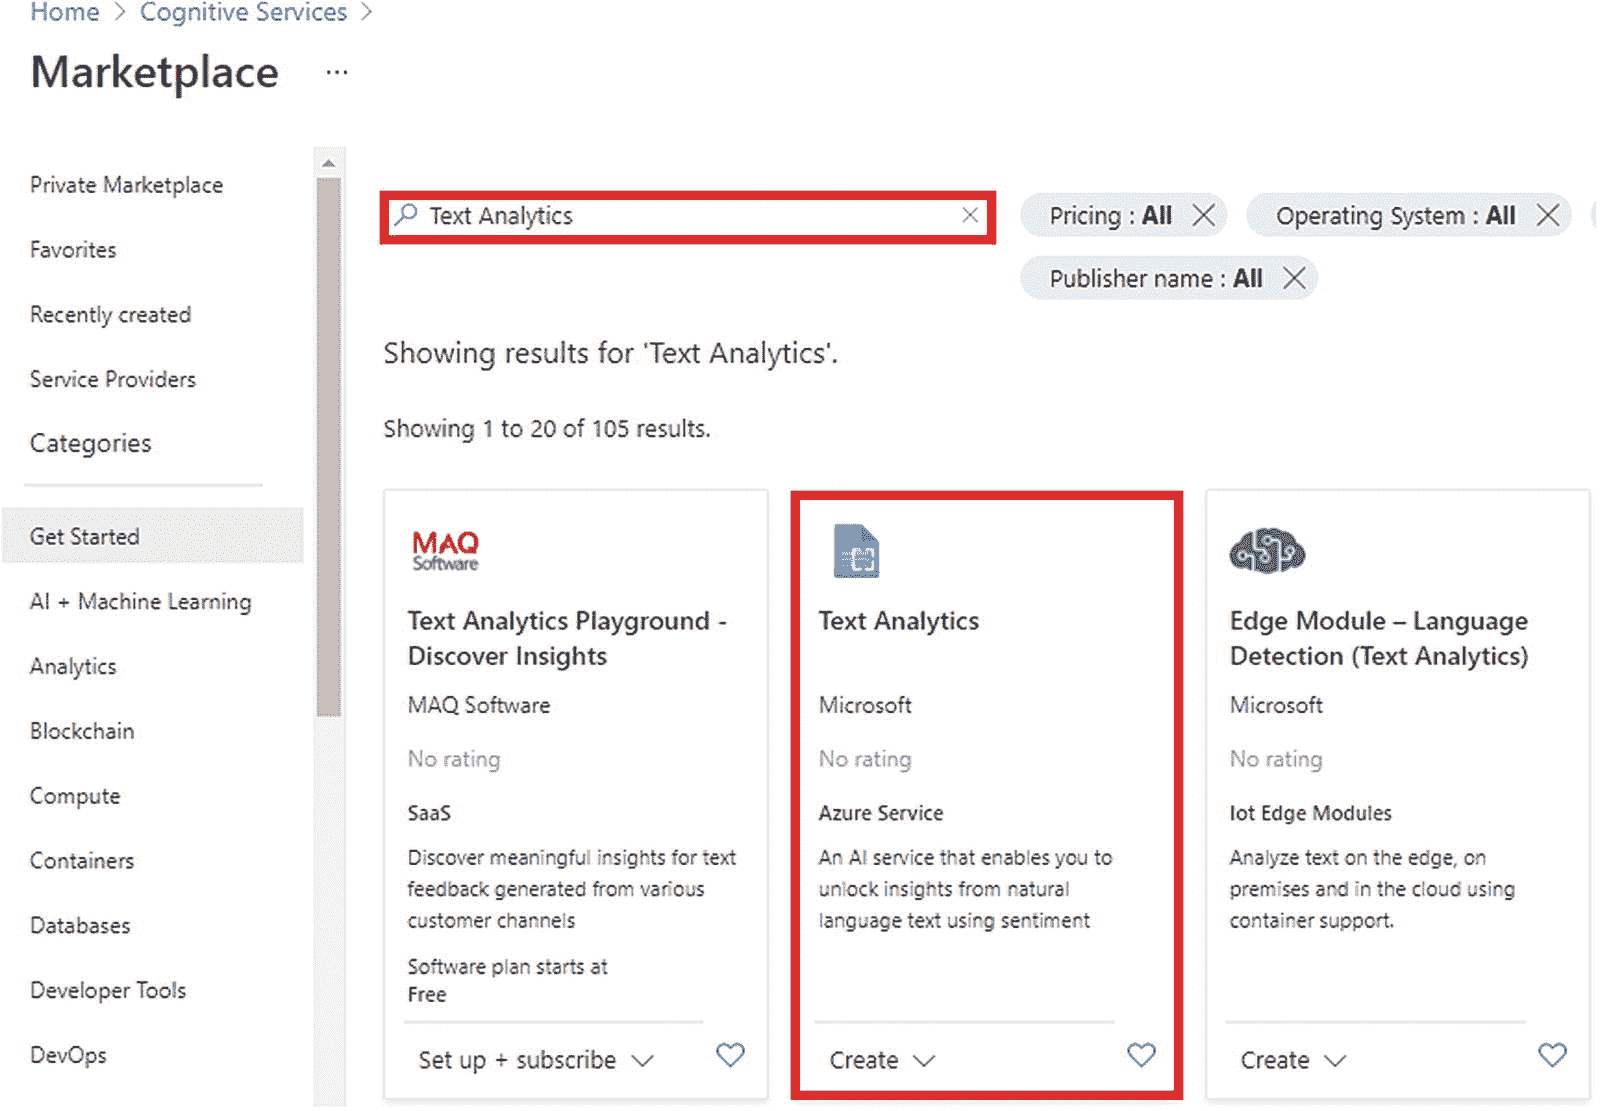 Home > Cognitive Services >
Marketplace ...
Private Marketplace
Favorites
Recently created
Service Providers
Categories
Get Started
AI + Machine Learning
Analytics
Blockchain
Compute
Containers
Databases
Developer Tools
DevOps
Text Analytics
Pricing : All
Operating System : All
Publisher name : All
Showing results for 'Text Analytics'.
Showing 1 to 20 of 105 results.
MAQ
Software
Text Analytics Playground -
Discover Insights
MAQ Software
No rating
SaaS
Discover meaningful insights for text
feedback generated from various
customer channels
Software plan starts at
Free
Set up + subscribe
Text Analytics
Microsoft
No rating
Azure Service
An AI service that enables you to
unlock insights from natural
language text using sentiment
Create
Edge Module – Language
Detection (Text Analytics)
Microsoft
No rating
Iot Edge Modules
Analyze text on the edge, on
premises and in the cloud using
container support.
Create